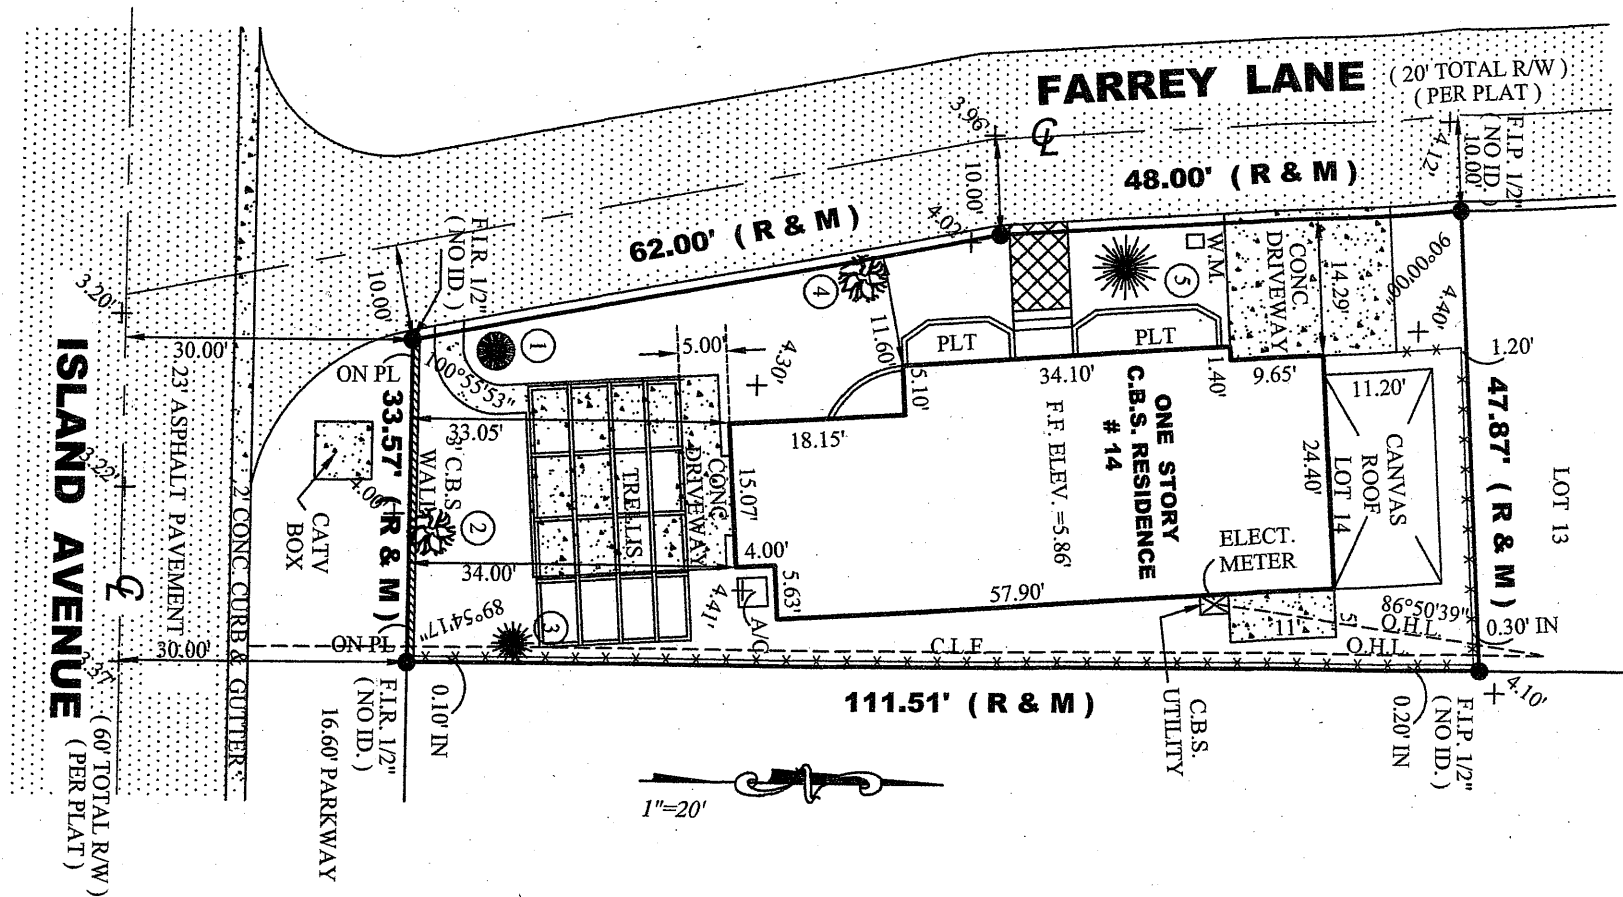 FARREY LANE
( 20' TOTAL R/W )
( PER PLAT )
3.96'
℄
4.12'
F.I.P. 1/2"
( NO ID. )
10.00'
48.00' ( R & M )
10.00'
4.02'
62.00' ( R & M )
F.I.R. 1/2"
( NO ID. )
10.00'
3.20'
30.00'
ON PL
100°55'53"
1
4
5
W.M.
CONC.
DRIVEWAY
14.29'
90°00'00"
4.40'
1.20'
5.00'
4.30'
11.60'
PLT
PLT
5.10'
34.10'
1.40'
9.65'
11.20'
18.15'
33.05'
33.57' ( R & M )
3' C.B.S.
WALL
4.00'
2
CATV
BOX
TRELLIS
CONC.
DRIVEWAY
15.07'
4.00'
34.00'
5.63'
4.41'
A/C
F.F. ELEV. =5.86'
ONE STORY
C.B.S. RESIDENCE
# 14
24.40'
LOT 14
CANVAS
ROOF
47.87' ( R & M )
LOT 13
ELECT.
METER
57.90'
11'
5'
86°50'39"
O.H.L.
O.H.L.
0.30' IN
ISLAND AVENUE
( 60' TOTAL R/W )
( PER PLAT )
℄
23' ASPHALT PAVEMENT
2' CONC. CURB & GUTTER
3.22'
3.37'
30.00'
ON PL
89°54'17"
3
C.L.F.
111.51' ( R & M )
0.10' IN
F.I.R. 1/2"
( NO ID. )
16.60' PARKWAY
C.B.S.
UTILITY
0.20' IN
F.I.P. 1/2"
( NO ID. )
4.10'
1"=20'